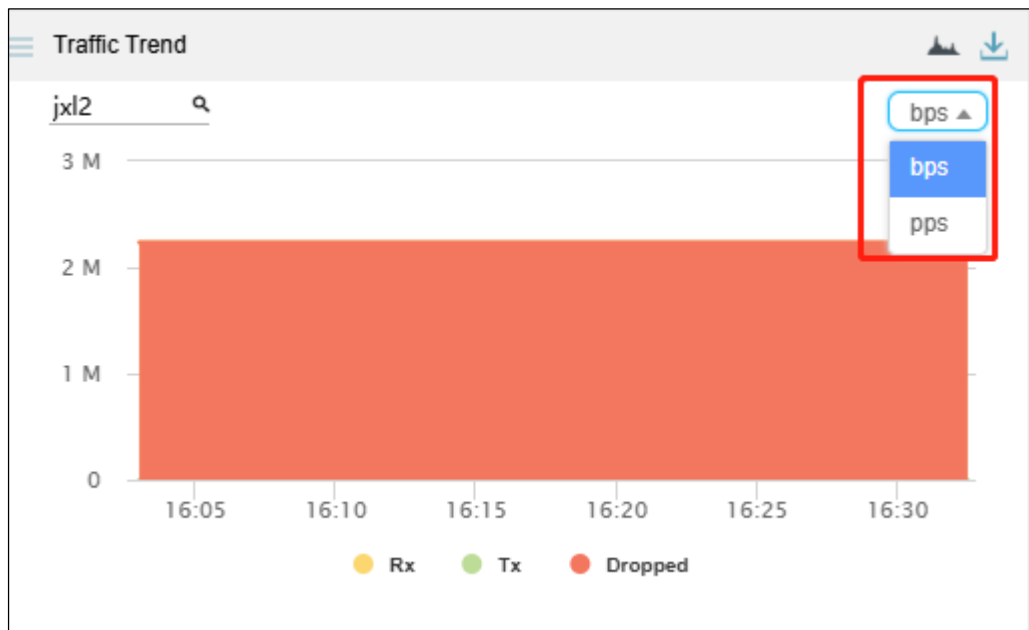 Traffic Trend
jxl2
bps
bps
pps
3 M
2 M
1 M
0
16:05 16:10 16:15 16:20 16:25 16:30
Rx Tx Dropped